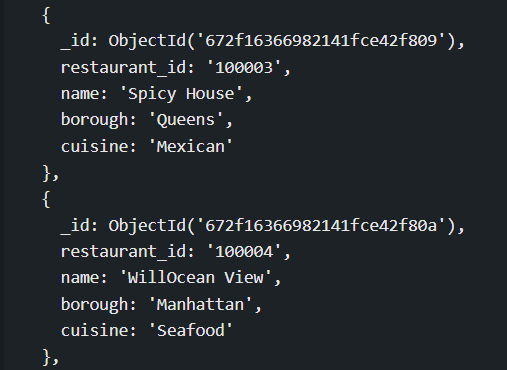 {
_id: ObjectId('672f16366982141fce42f809'),
restaurant_id: '100003',
name: 'Spicy House',
borough: 'Queens',
cuisine: 'Mexican'
},
{
_id: ObjectId('672f16366982141fce42f80a'),
restaurant_id: '100004',
name: 'WillOcean View',
borough: 'Manhattan',
cuisine: 'Seafood'
},